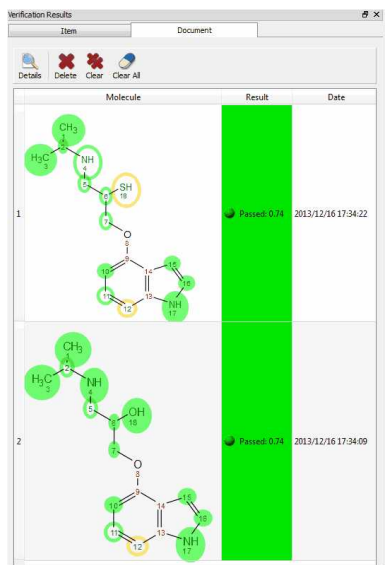 Verification Results
Item Document
Details Delete Clear Clear All
Molecule Result Date
CH3
1
H3C
3
NH
4
5
SH
6
18
7
O
8
9
10
14
15
16
11
12
13
NH
17
1 Passed: 0.74 2013/12/16 17:34:22
CH3
1
2
H3C
3
NH
4
5
OH
6
18
7
O
8
9
10
14
15
16
11
12
13
NH
17
2 Passed: 0.74 2013/12/16 17:34:09